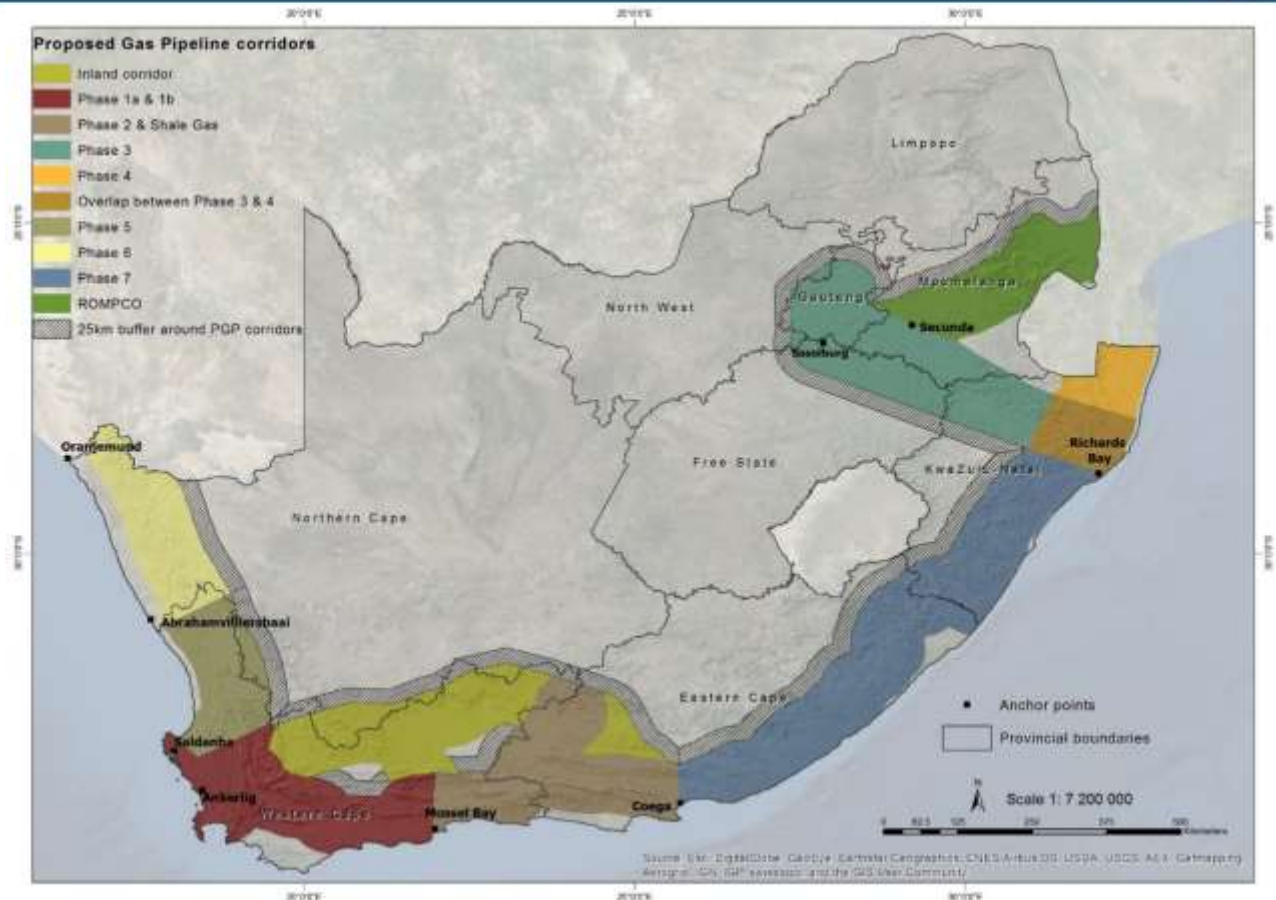 Proposed Gas Pipeline corridors
Inland corridor
Phase 1a & 1b
Phase 2 & Shale Gas
Phase 3
Phase 4
Overlap between Phase 3 & 4
Phase 5
Phase 6
Phase 7
ROMPCO
25km buffer around PGP corridors
Limpopo
North West
Gauteng
Mpumalanga
Secunda
Sasolburg
Oranjemund
Free State
Richards
Bay
KwaZulu-Natal
Northern Cape
Abrahamvilliersbaai
Eastern Cape
Saldanha
Ankerlig
Western Cape
Mossel Bay
Coega
Anchor points
Provincial boundaries
N
Scale 1: 7 200 000
Kilometers